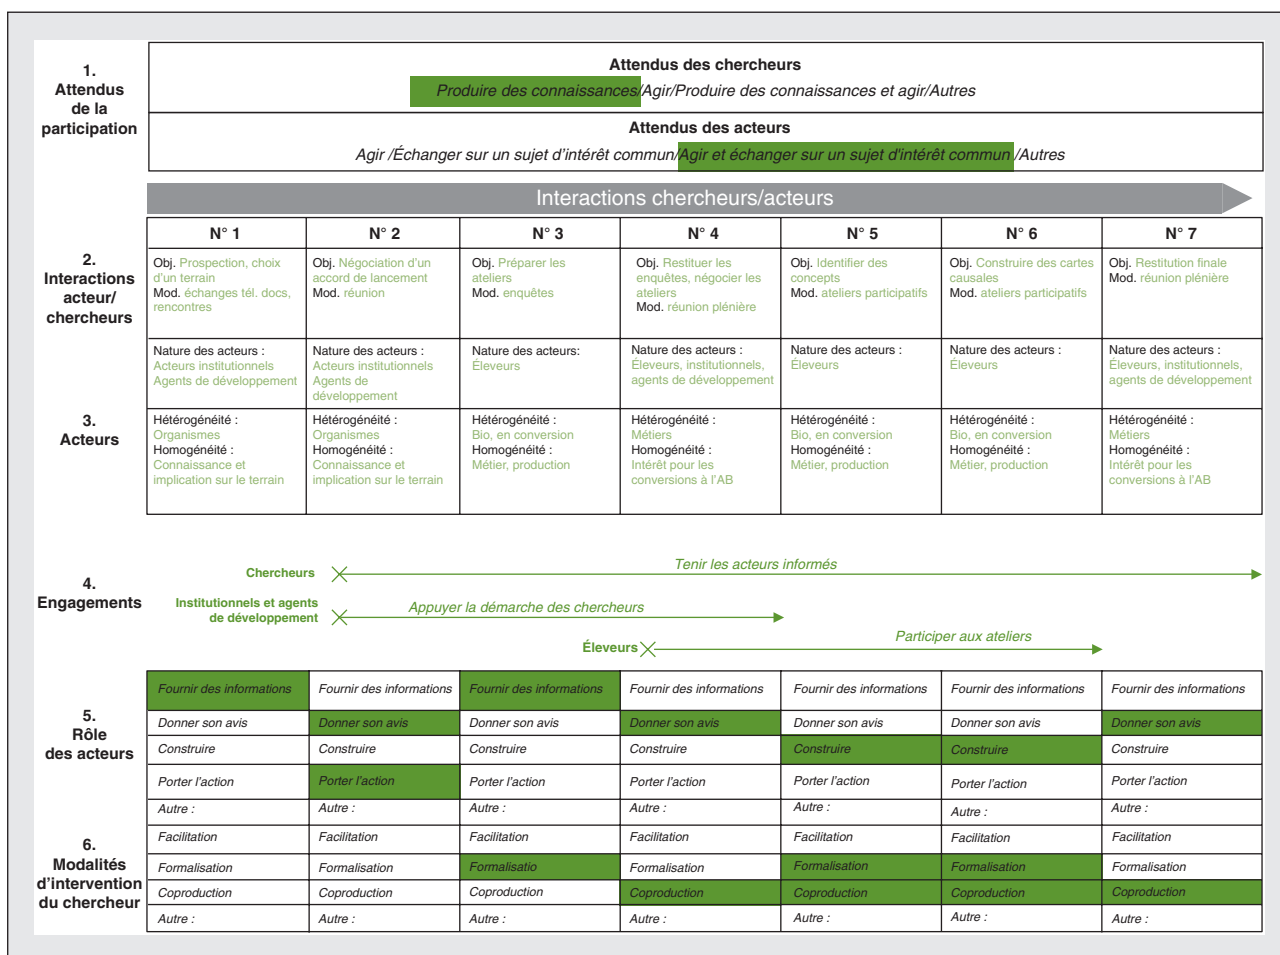 1.
Attendus
de la
participation
Attendus des chercheurs
Produire des connaissances/Agir/Produire des connaissances et agir/Autres
Attendus des acteurs
Agir /Échanger sur un sujet d'intérêt commun/Agir et échanger sur un sujet d'intérêt commun /Autres
Interactions chercheurs/acteurs
N° 1
N° 2
N° 3
N° 4
N° 5
N° 6
N° 7
2.
Interactions
acteur/
chercheurs
Obj. Prospection, choix
d'un terrain
Mod. échanges tél. docs,
rencontres
Obj. Négociation d'un
accord de lancement
Mod. réunion
Obj. Préparer les
ateliers
Mod. enquêtes
Obj. Restituer les
enquêtes, négocier les
ateliers
Mod. réunion plénière
Obj. Identifier des
concepts
Mod. ateliers participatifs
Obj. Construire des cartes
causales
Mod. ateliers participatifs
Obj. Restitution finale
Mod. réunion plénière
3.
Acteurs
Nature des acteurs :
Acteurs institutionnels
Agents de développement
Nature des acteurs :
Acteurs institutionnels
Agents de
développement
Nature des acteurs:
Éleveurs
Nature des acteurs :
Éleveurs, institutionnels,
agents de développement
Nature des acteurs :
Éleveurs
Nature des acteurs :
Éleveurs
Nature des acteurs :
Éleveurs, institutionnels,
agents de développement
Hétérogénéité :
Organismes
Homogénéité :
Connaissance et
implication sur le terrain
Hétérogénéité :
Organismes
Homogénéité :
Connaissance et
implication sur le terrain
Hétérogénéité :
Bio, en conversion
Homogénéité :
Métier, production
Hétérogénéité :
Métiers
Homogénéité :
Intérêt pour les
conversions à l'AB
Hétérogénéité :
Bio, en conversion
Homogénéité :
Métier, production
Hétérogénéité :
Bio, en conversion
Homogénéité :
Métier, production
Hétérogénéité :
Métiers
Homogénéité :
Intérêt pour les
conversions à l'AB
4.
Engagements
Chercheurs
Tenir les acteurs informés
Institutionnels et agents
de développement
Appuyer la démarche des chercheurs
Éleveurs
Participer aux ateliers
5.
Rôle
des acteurs
Fournir des informations
Fournir des informations
Fournir des informations
Fournir des informations
Fournir des informations
Fournir des informations
Fournir des informations
Donner son avis
Donner son avis
Donner son avis
Donner son avis
Donner son avis
Donner son avis
Donner son avis
Construire
Construire
Construire
Construire
Construire
Construire
Construire
Porter l'action
Porter l'action
Porter l'action
Porter l'action
Porter l'action
Porter l'action
Porter l'action
Autre :
Autre :
Autre :
Autre :
Autre :
Autre :
Autre :
6.
Modalités
d'intervention
du chercheur
Facilitation
Facilitation
Facilitation
Facilitation
Facilitation
Facilitation
Facilitation
Formalisation
Formalisation
Formalisatio
Formalisation
Formalisation
Formalisation
Formalisation
Coproduction
Coproduction
Coproduction
Coproduction
Coproduction
Coproduction
Coproduction
Autre :
Autre :
Autre :
Autre :
Autre :
Autre :
Autre :